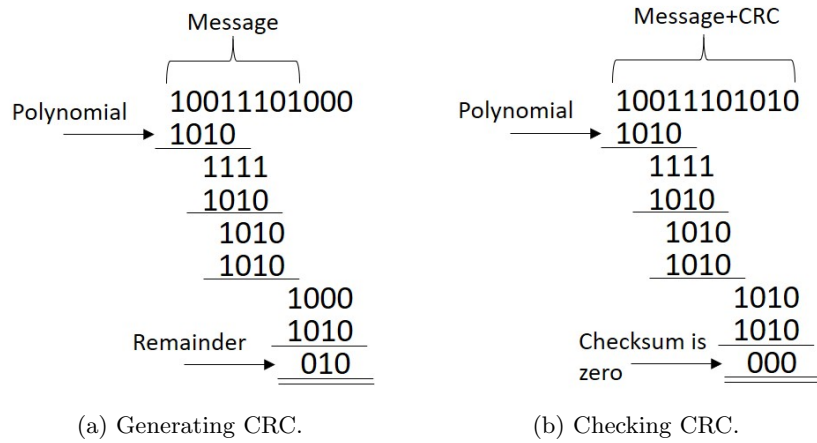 Message
Polynomial
10011101000
1010
1111
1010
1010
1010
1000
1010
Remainder
010
(a) Generating CRC.
Message+CRC
Polynomial
10011101010
1010
1111
1010
1010
1010
1010
1010
Checksum is
zero
000
(b) Checking CRC.